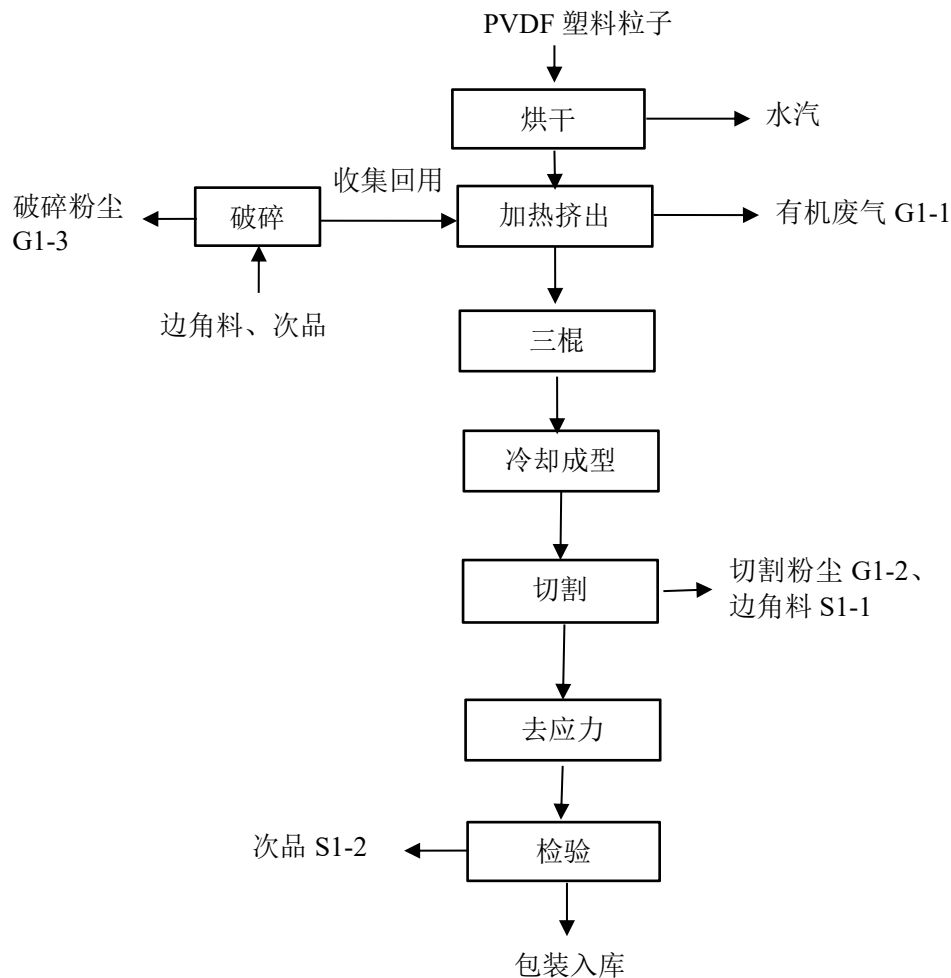 PVDF 塑料粒子
烘干
水汽
收集回用
破碎粉尘
G1-3
破碎
加热挤出
有机废气 G1-1
边角料、次品
三棍
冷却成型
切割
切割粉尘 G1-2、
边角料 S1-1
去应力
次品 S1-2
检验
包装入库